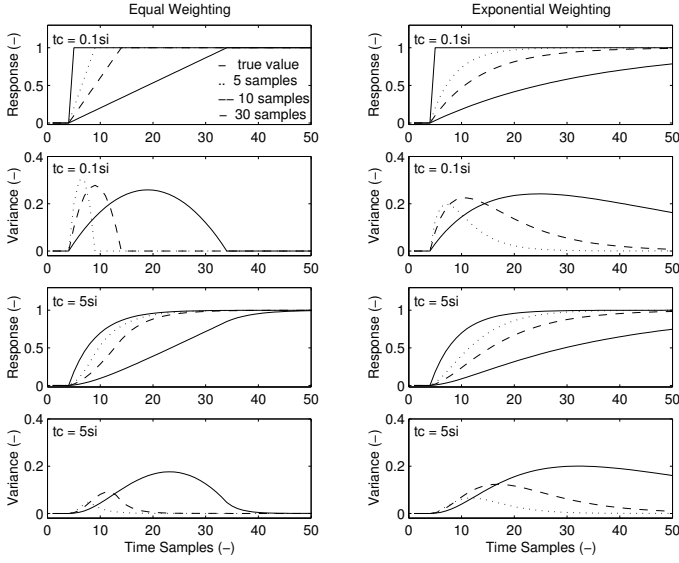 Equal Weighting
Exponential Weighting
Response (−)
1
0.5
0
tc = 0.1si
− true value
·· 5 samples
−− 10 samples
− 30 samples
0 10 20 30 40 50
Response (−)
1
0.5
0
tc = 0.1si
0 10 20 30 40 50
Variance (−)
0.4
0.2
0
tc = 0.1si
0 10 20 30 40 50
Variance (−)
0.4
0.2
0
tc = 0.1si
0 10 20 30 40 50
Response (−)
1
0.5
0
tc = 5si
0 10 20 30 40 50
Response (−)
1
0.5
0
tc = 5si
0 10 20 30 40 50
Variance (−)
0.4
0.2
0
tc = 5si
0 10 20 30 40 50
Time Samples (−)
Variance (−)
0.4
0.2
0
tc = 5si
0 10 20 30 40 50
Time Samples (−)